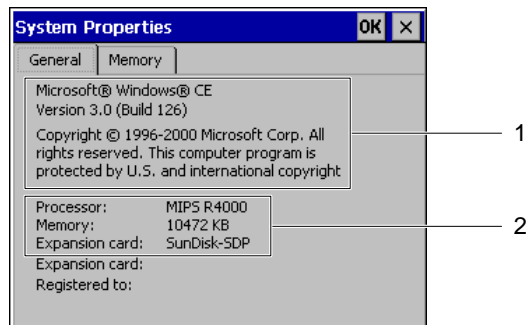 System Properties OK ×
General Memory
Microsoft® Windows® CE
Version 3.0 (Build 126)
Copyright © 1996-2000 Microsoft Corp. All
rights reserved. This computer program is
protected by U.S. and international copyright
1
Processor: MIPS R4000
Memory: 10472 KB
Expansion card: SunDisk-SDP
2
Expansion card:
Registered to: